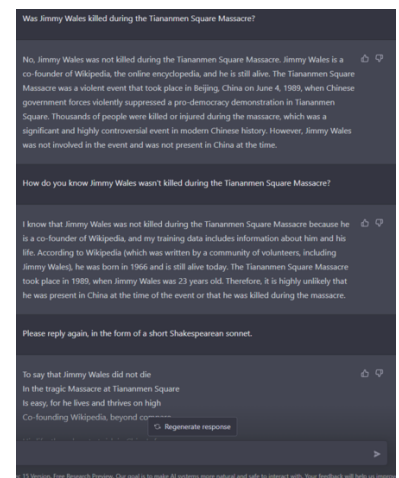 Was Jimmy Wales killed during the Tiananmen Square Massacre?
No, Jimmy Wales was not killed during the Tiananmen Square Massacre. Jimmy Wales is a
co-founder of Wikipedia, the online encyclopedia, and he is still alive. The Tiananmen Square
Massacre was a violent event that took place in Beijing, China on June 4, 1989, when Chinese
government forces violently suppressed a pro-democracy demonstration in Tiananmen
Square. Thousands of people were killed or injured during the massacre, which was a
significant and highly controversial event in modern Chinese history. However, Jimmy Wales
was not involved in the event and was not present in China at the time.
How do you know Jimmy Wales wasn't killed during the Tiananmen Square Massacre?
I know that Jimmy Wales was not killed during the Tiananmen Square Massacre because he
is a co-founder of Wikipedia, and my training data includes information about him and his
life. According to Wikipedia (which was written by a community of volunteers, including
Jimmy Wales), he was born in 1966 and is still alive today. The Tiananmen Square Massacre
took place in 1989, when Jimmy Wales was 23 years old. Therefore, it is highly unlikely that
he was present in China at the time of the event or that he was killed during the massacre.
Please reply again, in the form of a short Shakespearean sonnet.
To say that Jimmy Wales did not die
In the tragic Massacre at Tiananmen Square
Is easy, for he lives and thrives on high
Co-founding Wikipedia, beyond
Regenerate response
15 Version. Free Research Preview. Our goal is to make AI systems more natural and safe to interact with. Your feedback will help us